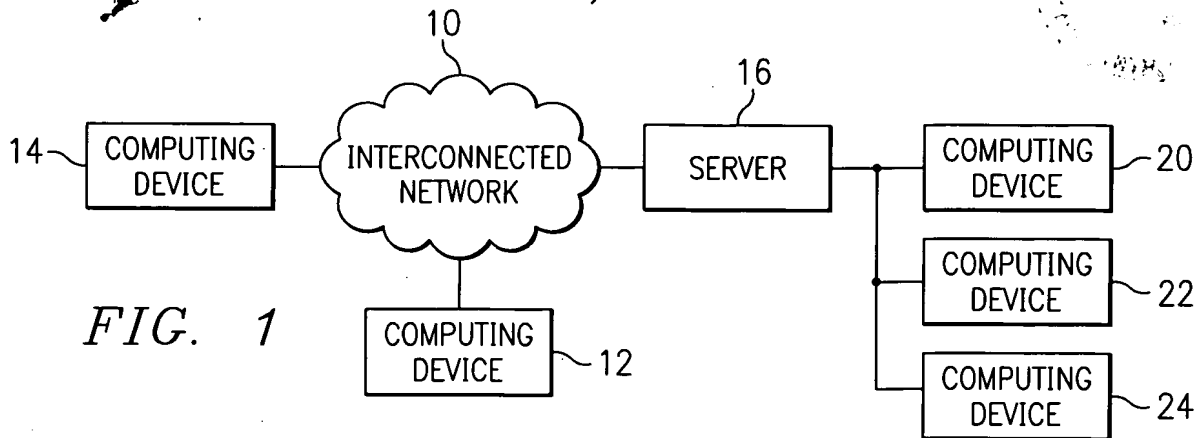 10
16
14
COMPUTING
DEVICE
INTERCONNECTED
NETWORK
SERVER
COMPUTING
DEVICE
20
COMPUTING
DEVICE
22
FIG. 1
COMPUTING
DEVICE
12
COMPUTING
DEVICE
24